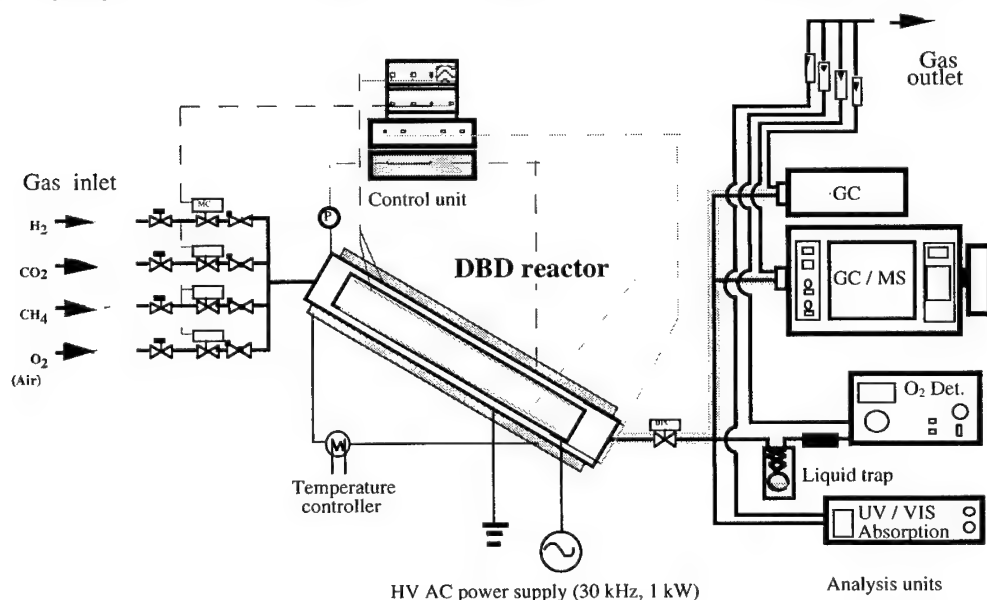 Gas
outlet
Control unit
Gas inlet
H₂
MC
P
GC
CO₂
DBD reactor
GC / MS
CH₄
O₂
(Air)
O₂ Det.
Liquid trap
Temperature
controller
UV / VIS
Absorption
HV AC power supply (30 kHz, 1 kW)
Analysis units